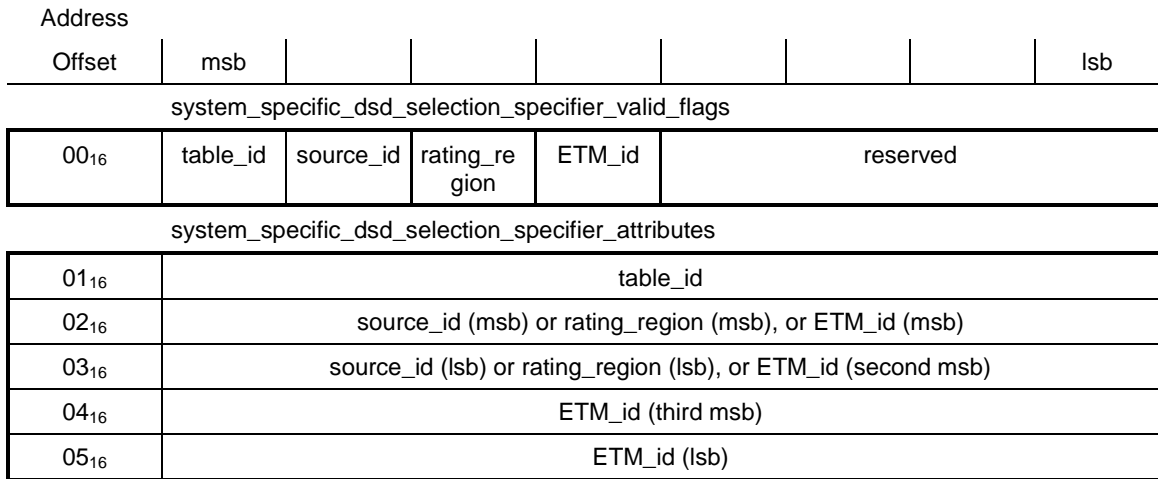 Address
Offset msb lsb
system_specific_dsd_selection_specifier_valid_flags
00₁₆ table_id source_id rating_re ETM_id reserved
gion
system_specific_dsd_selection_specifier_attributes
01₁₆ table_id
02₁₆ source_id (msb) or rating_region (msb), or ETM_id (msb)
03₁₆ source_id (lsb) or rating_region (lsb), or ETM_id (second msb)
04₁₆ ETM_id (third msb)
05₁₆ ETM_id (lsb)